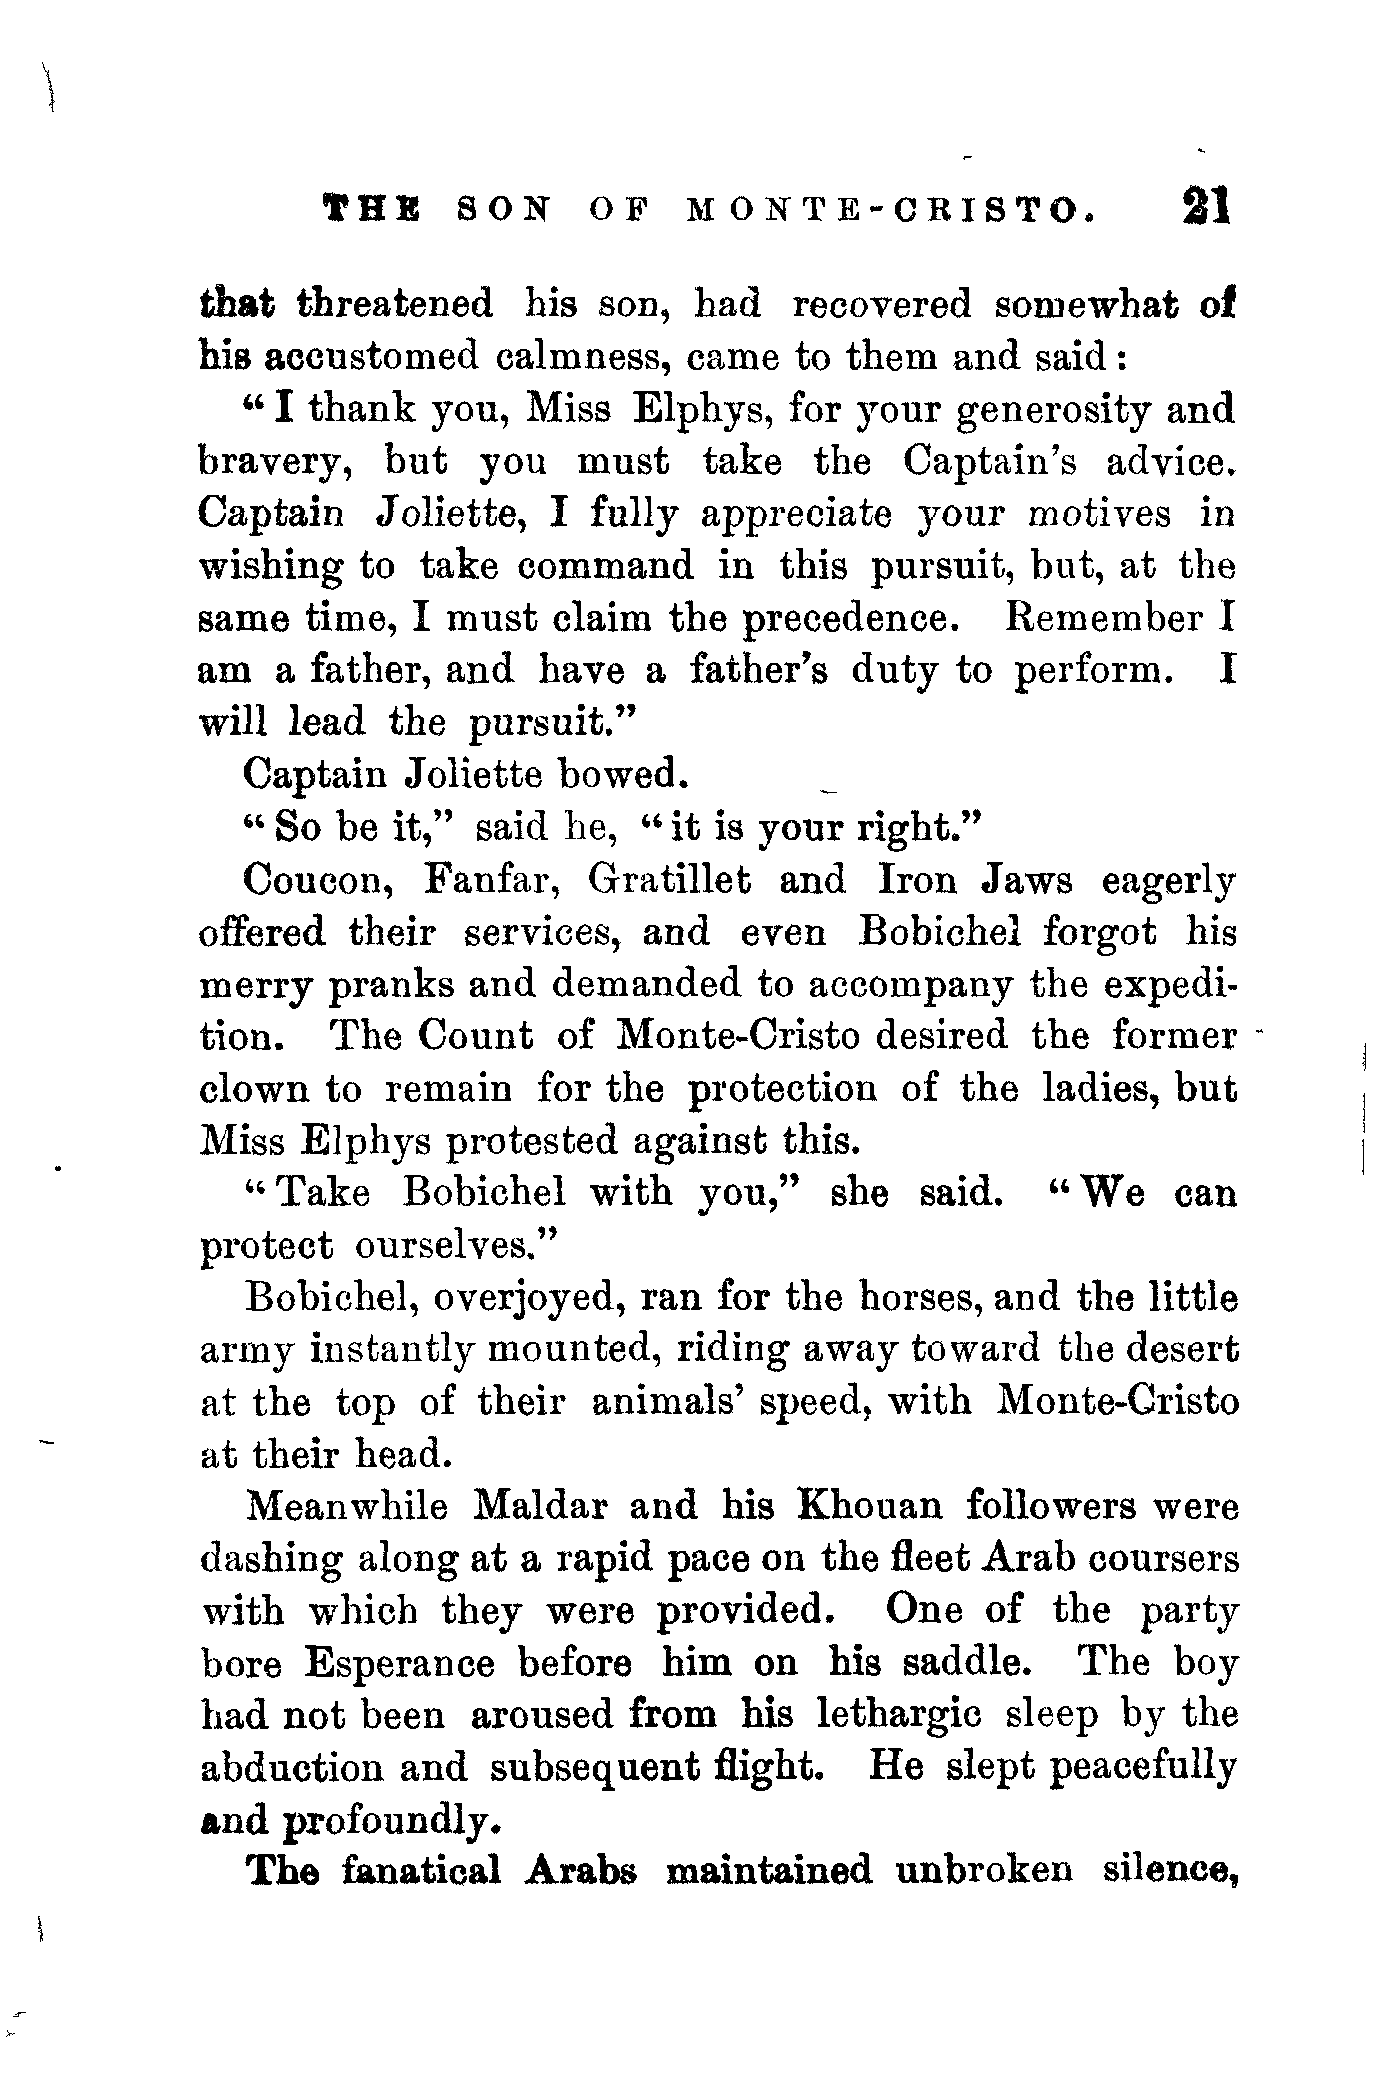 THE SON OF MONTE-CRISTO. 21
that threatened his son, had recovered somewhat of
his accustomed calmness, came to them and said:
“I thank you, Miss Elphys, for your generosity and
bravery, but you must take the Captain’s advice.
Captain Joliette, I fully appreciate your motives in
wishing to take command in this pursuit, but, at the
same time, I must claim the precedence. Remember I
am a father, and have a father’s duty to perform. I
will lead the pursuit.”
Captain Joliette bowed.
“So be it,” said he, “it is your right.”
Coucon, Fanfar, Gratillet and Iron Jaws eagerly
offered their services, and even Bobichel forgot his
merry pranks and demanded to accompany the expedi-
tion. The Count of Monte-Cristo desired the former
clown to remain for the protection of the ladies, but
Miss Elphys protested against this.
“Take Bobichel with you,” she said. “We can
protect ourselves.”
Bobichel, overjoyed, ran for the horses, and the little
army instantly mounted, riding away toward the desert
at the top of their animals’ speed, with Monte-Cristo
at their head.
Meanwhile Maldar and his Khouan followers were
dashing along at a rapid pace on the fleet Arab coursers
with which they were provided. One of the party
bore Esperance before him on his saddle. The boy
had not been aroused from his lethargic sleep by the
abduction and subsequent flight. He slept peacefully
and profoundly.
The fanatical Arabs maintained unbroken silence,